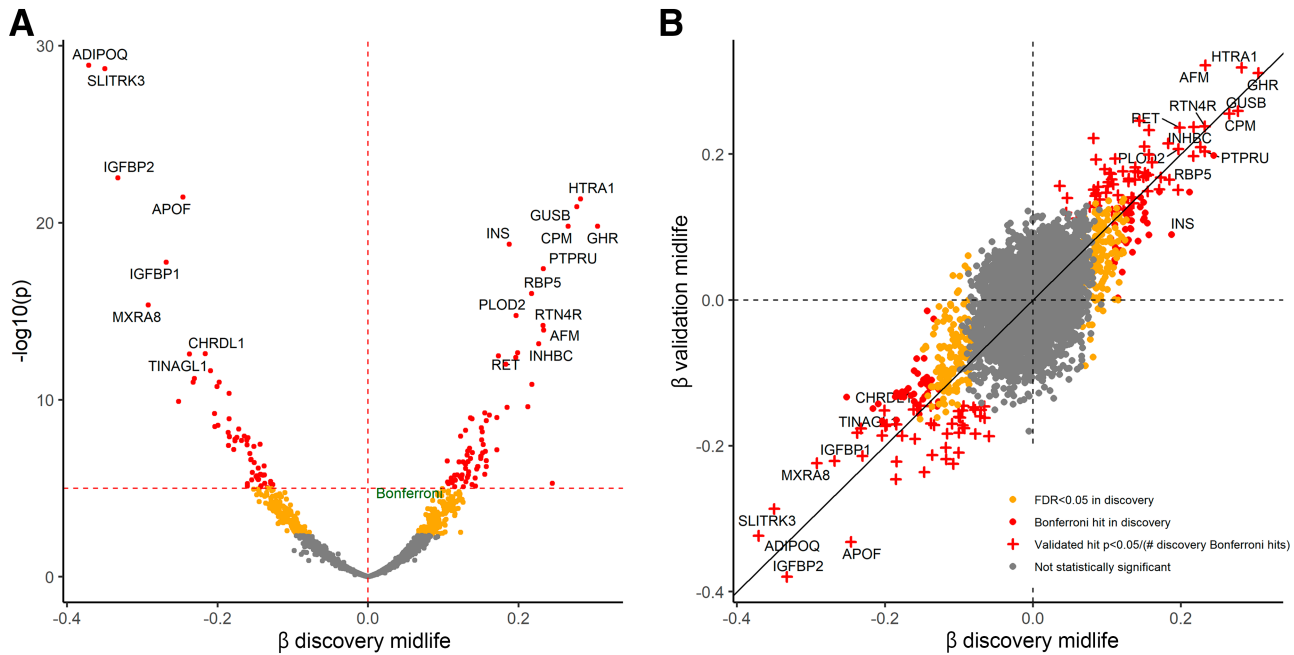 A
B
30
20
10
0
-log10(p)
ADIPOQ
SLITRK3
IGFBP2
APOF
IGFBP1
MXRA8
CHRDL1
TINAGL1
HTRA1
GUSB
CPM
GHR
INS
PTPRU
RBP5
PLOD2
RTN4R
AFM
INHBC
RET
Bonferroni
-0.4
-0.2
0.0
0.2
β discovery midlife
0.2
0.0
-0.2
-0.4
β validation midlife
HTRA1
AFM
GHR
GUSB
RTN4R
RET
CPM
INHBC
PLOD2
PTPRU
RBP5
INS
CHRDL1
TINAGL1
IGFBP1
MXRA8
SLITRK3
ADIPOQ
APOF
IGFBP2
FDR<0.05 in discovery
Bonferroni hit in discovery
Validated hit p<0.05/(# discovery Bonferroni hits)
Not statistically significant
-0.4
-0.2
0.0
0.2
β discovery midlife